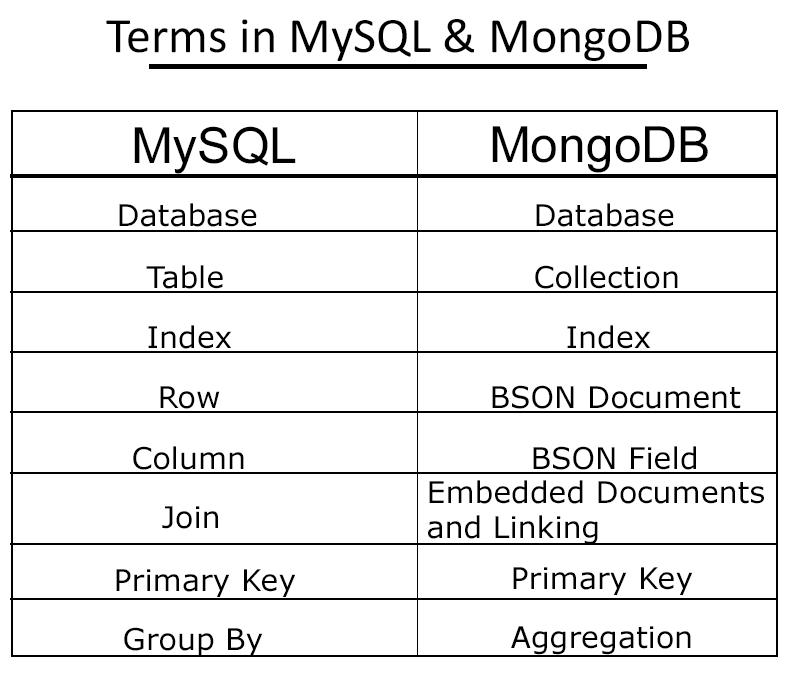 Terms in MySQL & MongoDB
MySQL MongoDB
Database Database
Table Collection
Index Index
Row BSON Document
Column BSON Field
Join Embedded Documents
and Linking
Primary Key Primary Key
Group By Aggregation